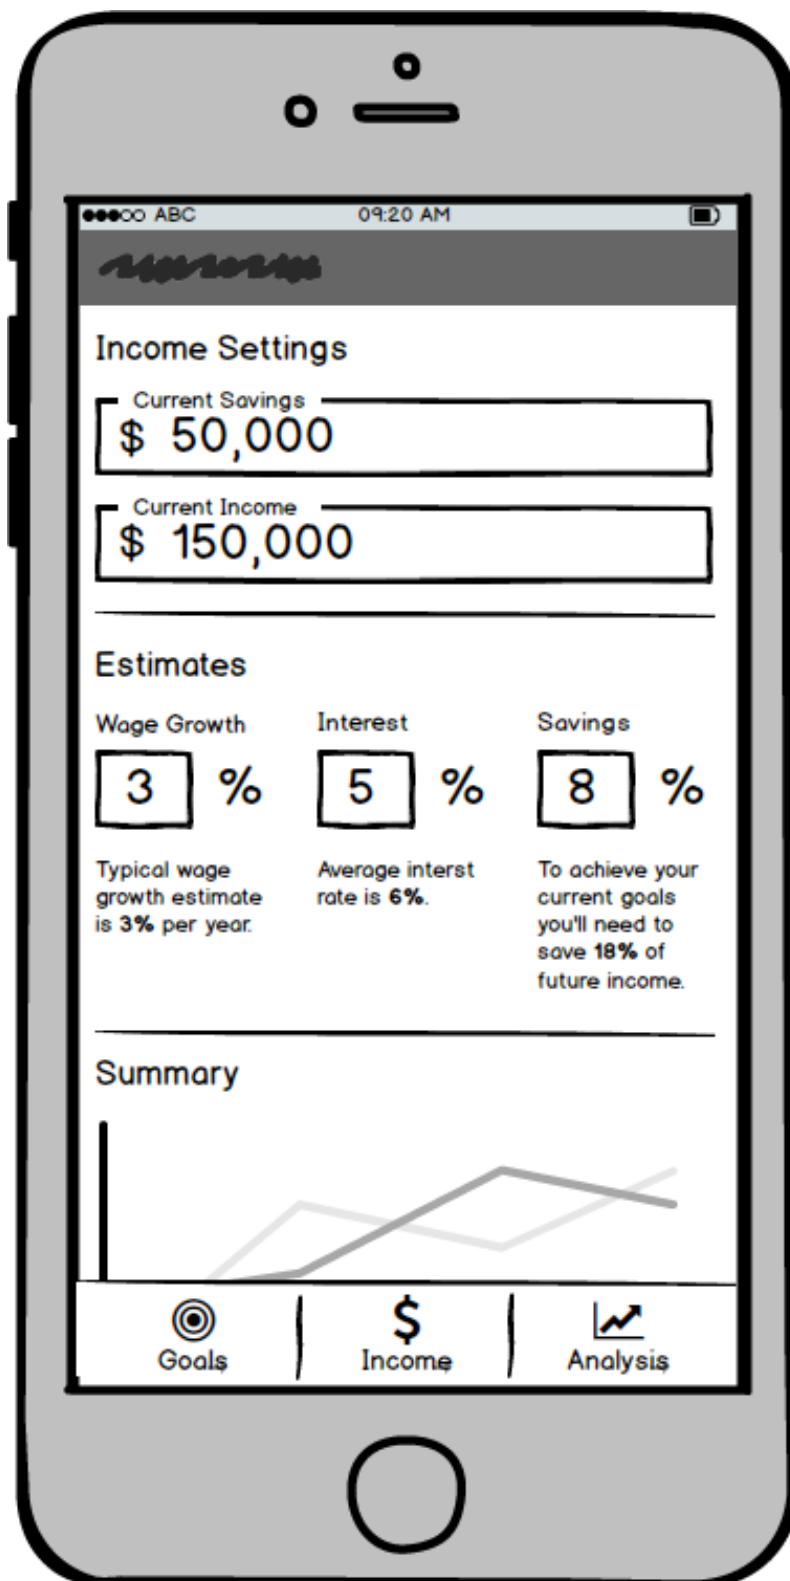 ABC 09:20 AM
Income Settings
Current Savings
$ 50,000
Current Income
$ 150,000
Estimates
Wage Growth Interest Savings
3 % 5 % 8 %
Typical wage
growth estimate
is 3% per year.
Average interst
rate is 6%.
To achieve your
current goals
you'll need to
save 18% of
future income.
Summary
$
Goals Income Analysis